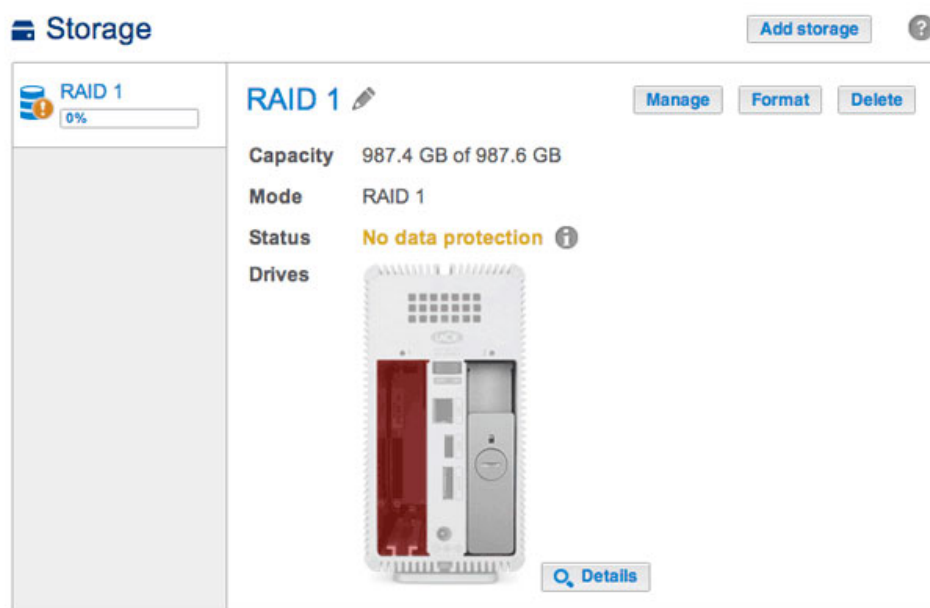 Storage
Add storage
?
RAID 1
0%
RAID 1
Manage
Format
Delete
Capacity 987.4 GB of 987.6 GB
Mode RAID 1
Status No data protection i
Drives
LACIE
Details